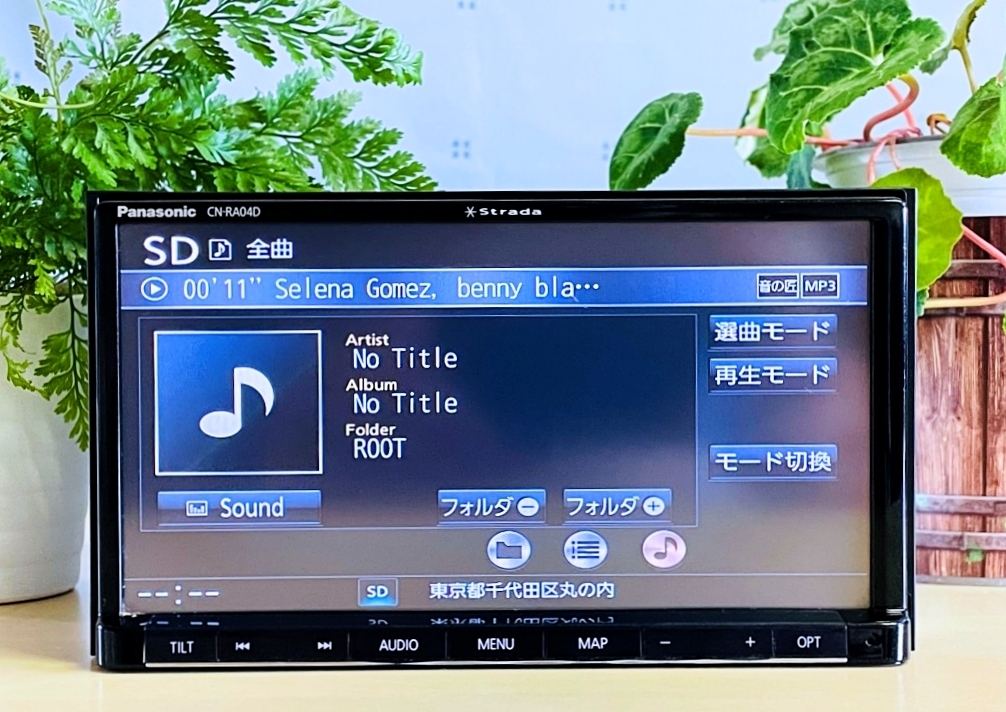 Panasonic CN-RA04D Strada
SD 全曲
00'11" Selena Gomez, benny bla… 音の匠 MP3
Artist
No Title
Album
No Title
Folder
ROOT
選曲モード
再生モード
モード切換
Sound フォルダ－ フォルダ＋
--:-- SD 東京都千代田区丸の内
TILT AUDIO MENU MAP － ＋ OPT